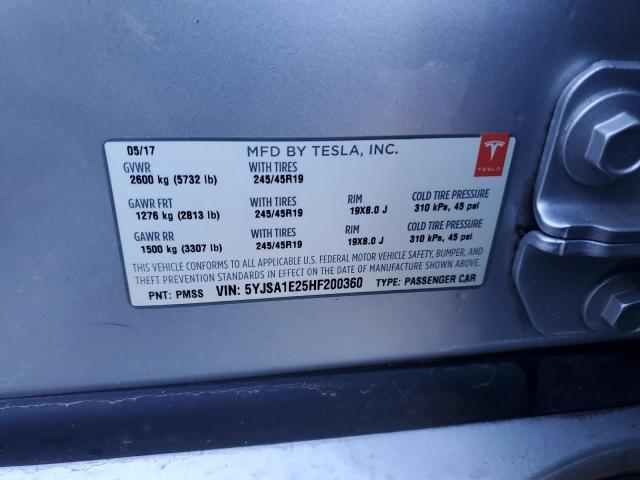 05/17 MFD BY TESLA, INC.
GVWR WITH TIRES
2600 kg (5732 lb) 245/45R19
GAWR FRT WITH TIRES RIM COLD TIRE PRESSURE
1276 kg (2813 lb) 245/45R19 19X8.0 J 310 kPa, 45 psi
GAWR RR WITH TIRES RIM COLD TIRE PRESSURE
1500 kg (3307 lb) 245/45R19 19X8.0 J 310 kPa, 45 psi
THIS VEHICLE CONFORMS TO ALL APPLICABLE U.S. FEDERAL MOTOR VEHICLE SAFETY, BUMPER, AND
THEFT PREVENTION STANDARDS IN EFFECT ON THE DATE OF MANUFACTURE SHOWN ABOVE.
PNT: PMSS VIN: 5YJSA1E25HF200360 TYPE: PASSENGER CAR
TESLA